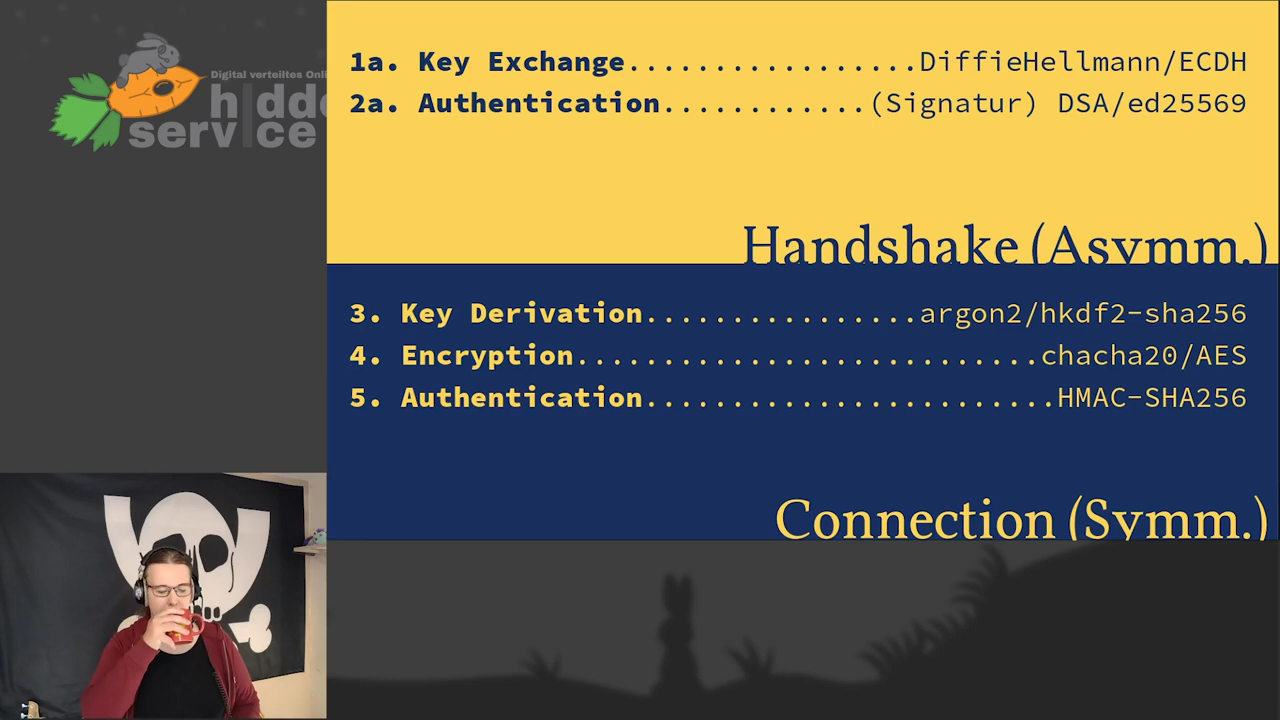 Digital verteiltes Onli
hidde
service
1a. Key Exchange.................DiffieHellmann/ECDH
2a. Authentication............(Signatur) DSA/ed25569
Handshake (Asymm.)
3. Key Derivation................argon2/hkdf2-sha256
4. Encryption...........................chacha20/AES
5. Authentication........................HMAC-SHA256
Connection (Symm.)